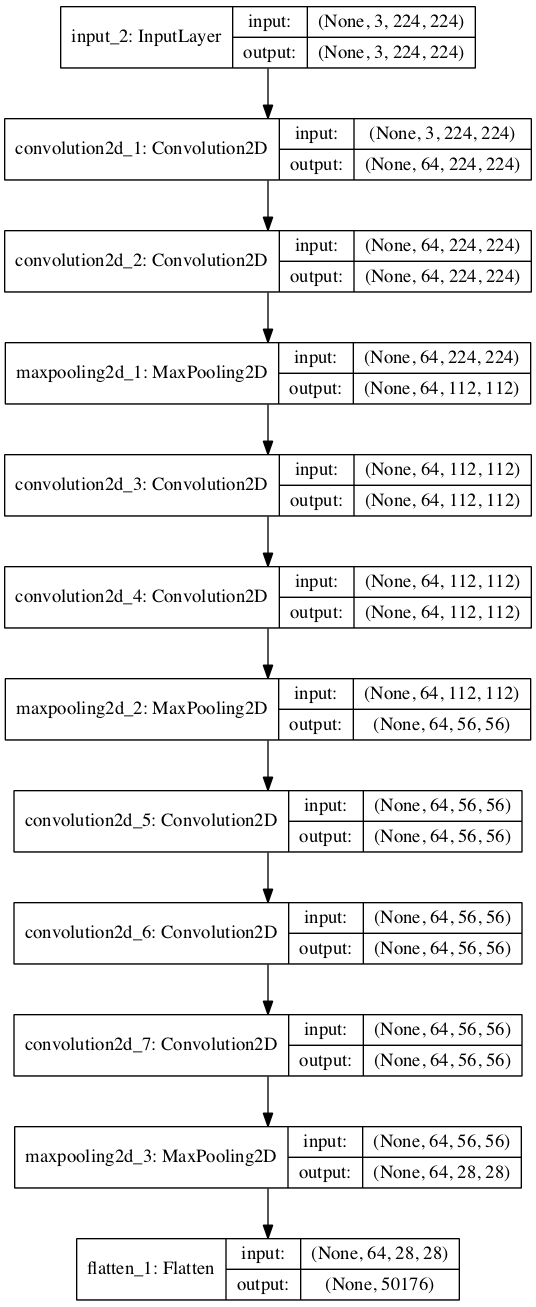 input_2: InputLayer
input: (None, 3, 224, 224)
output: (None, 3, 224, 224)
convolution2d_1: Convolution2D
input: (None, 3, 224, 224)
output: (None, 64, 224, 224)
convolution2d_2: Convolution2D
input: (None, 64, 224, 224)
output: (None, 64, 224, 224)
maxpooling2d_1: MaxPooling2D
input: (None, 64, 224, 224)
output: (None, 64, 112, 112)
convolution2d_3: Convolution2D
input: (None, 64, 112, 112)
output: (None, 64, 112, 112)
convolution2d_4: Convolution2D
input: (None, 64, 112, 112)
output: (None, 64, 112, 112)
maxpooling2d_2: MaxPooling2D
input: (None, 64, 112, 112)
output: (None, 64, 56, 56)
convolution2d_5: Convolution2D
input: (None, 64, 56, 56)
output: (None, 64, 56, 56)
convolution2d_6: Convolution2D
input: (None, 64, 56, 56)
output: (None, 64, 56, 56)
convolution2d_7: Convolution2D
input: (None, 64, 56, 56)
output: (None, 64, 56, 56)
maxpooling2d_3: MaxPooling2D
input: (None, 64, 56, 56)
output: (None, 64, 28, 28)
flatten_1: Flatten
input: (None, 64, 28, 28)
output: (None, 50176)